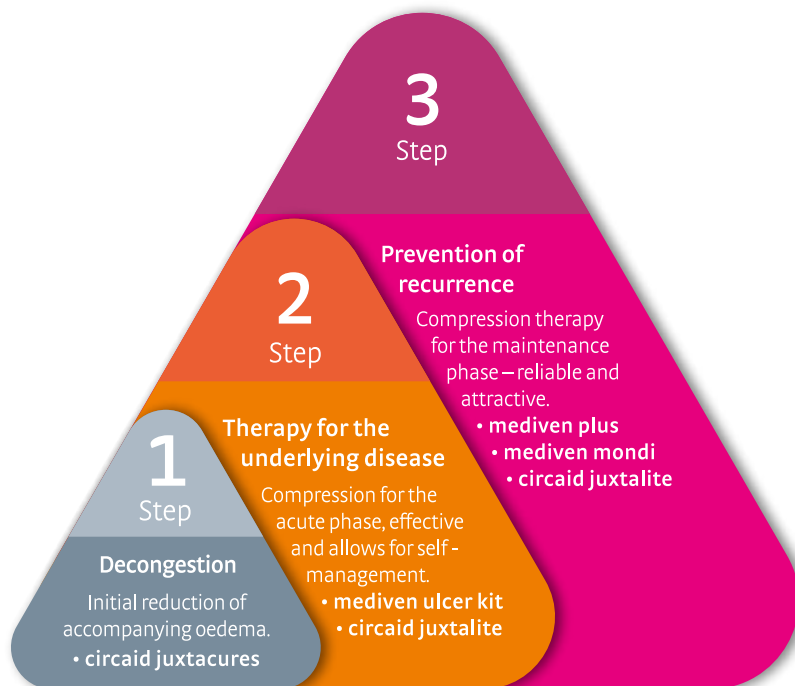 3
Step
Prevention of
recurrence
Compression therapy
for the maintenance
phase – reliable and
attractive.
• mediven plus
• mediven mondi
• circaid juxtalite
2
Step
Therapy for the
underlying disease
Compression for the
acute phase, effective
and allows for self -
management.
• mediven ulcer kit
• circaid juxtalite
1
Step
Decongestion
Initial reduction of
accompanying oedema.
• circaid juxtacures